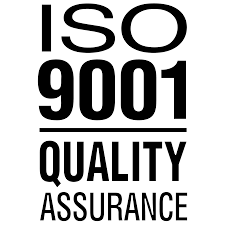 ISO
9001
QUALITY
ASSURANCE